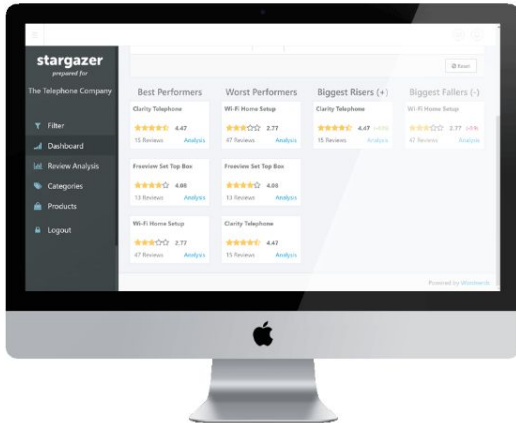 stargazer
prepared for
The Telephone Company
Filter
Dashboard
Review Analysis
Categories
Products
Logout
Reset
Best Performers
Worst Performers
Biggest Risers (+)
Biggest Fallers (-)
Clarity Telephone
4.47
15 Reviews
Analysis
Wi-Fi Home Setup
2.77
47 Reviews
Analysis
Clarity Telephone
4.47
15 Reviews
Analysis
Wi-Fi Home Setup
2.77
47 Reviews
Analysis
Freeview Set Top Box
4.08
13 Reviews
Analysis
Freeview Set Top Box
4.08
13 Reviews
Analysis
Wi-Fi Home Setup
2.77
47 Reviews
Analysis
Clarity Telephone
4.47
15 Reviews
Analysis
Powered by Wordnerds